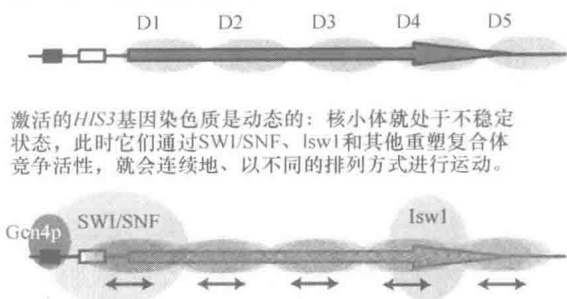 D1 D2 D3 D4 D5
激活的HIS3基因染色质是动态的：核小体就处于不稳定
状态，此时它们通过SWI/SNF、Isw1和其他重塑复合体
竞争活性，就会连续地、以不同的排列方式进行运动。
Gcn4p SWI/SNF Isw1